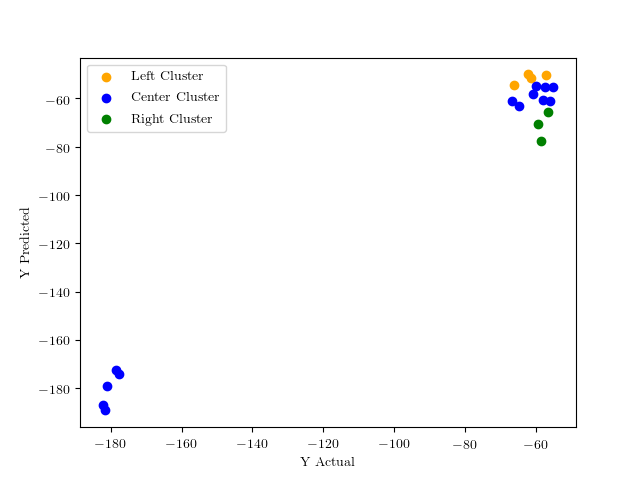 Left Cluster
Center Cluster
Right Cluster
−60
−80
−100
−120
−140
−160
−180
Y Predicted
−180 −160 −140 −120 −100 −80 −60
Y Actual